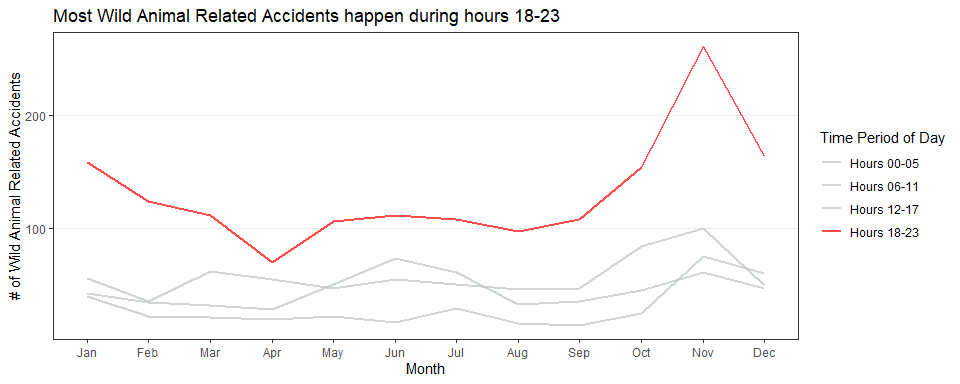 Most Wild Animal Related Accidents happen during hours 18-23
# of Wild Animal Related Accidents
200
100
Jan Feb Mar Apr May Jun Jul Aug Sep Oct Nov Dec
Month
Time Period of Day
Hours 00-05
Hours 06-11
Hours 12-17
Hours 18-23